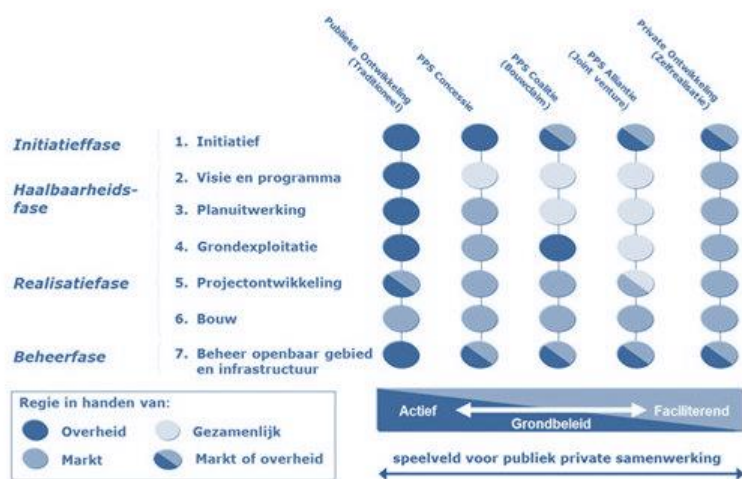 Publieke Ontwikkeling
(Traditioneel)
PPS Concessie
PPS Coalitie
(Bouwclaim)
PPS Alliantie
(Joint venture)
Private Ontwikkeling
(Zelfrealisatie)
Initiatieffase
1. Initiatief
Haalbaarheids-
fase
2. Visie en programma
3. Planuitwerking
4. Grondexploitatie
Realisatiefase
5. Projectontwikkeling
6. Bouw
Beheerfase
7. Beheer openbaar gebied
en infrastructuur
Regie in handen van:
Overheid
Gezamenlijk
Markt
Markt of overheid
Actief
Faciliterend
Grondbeleid
speelveld voor publiek private samenwerking